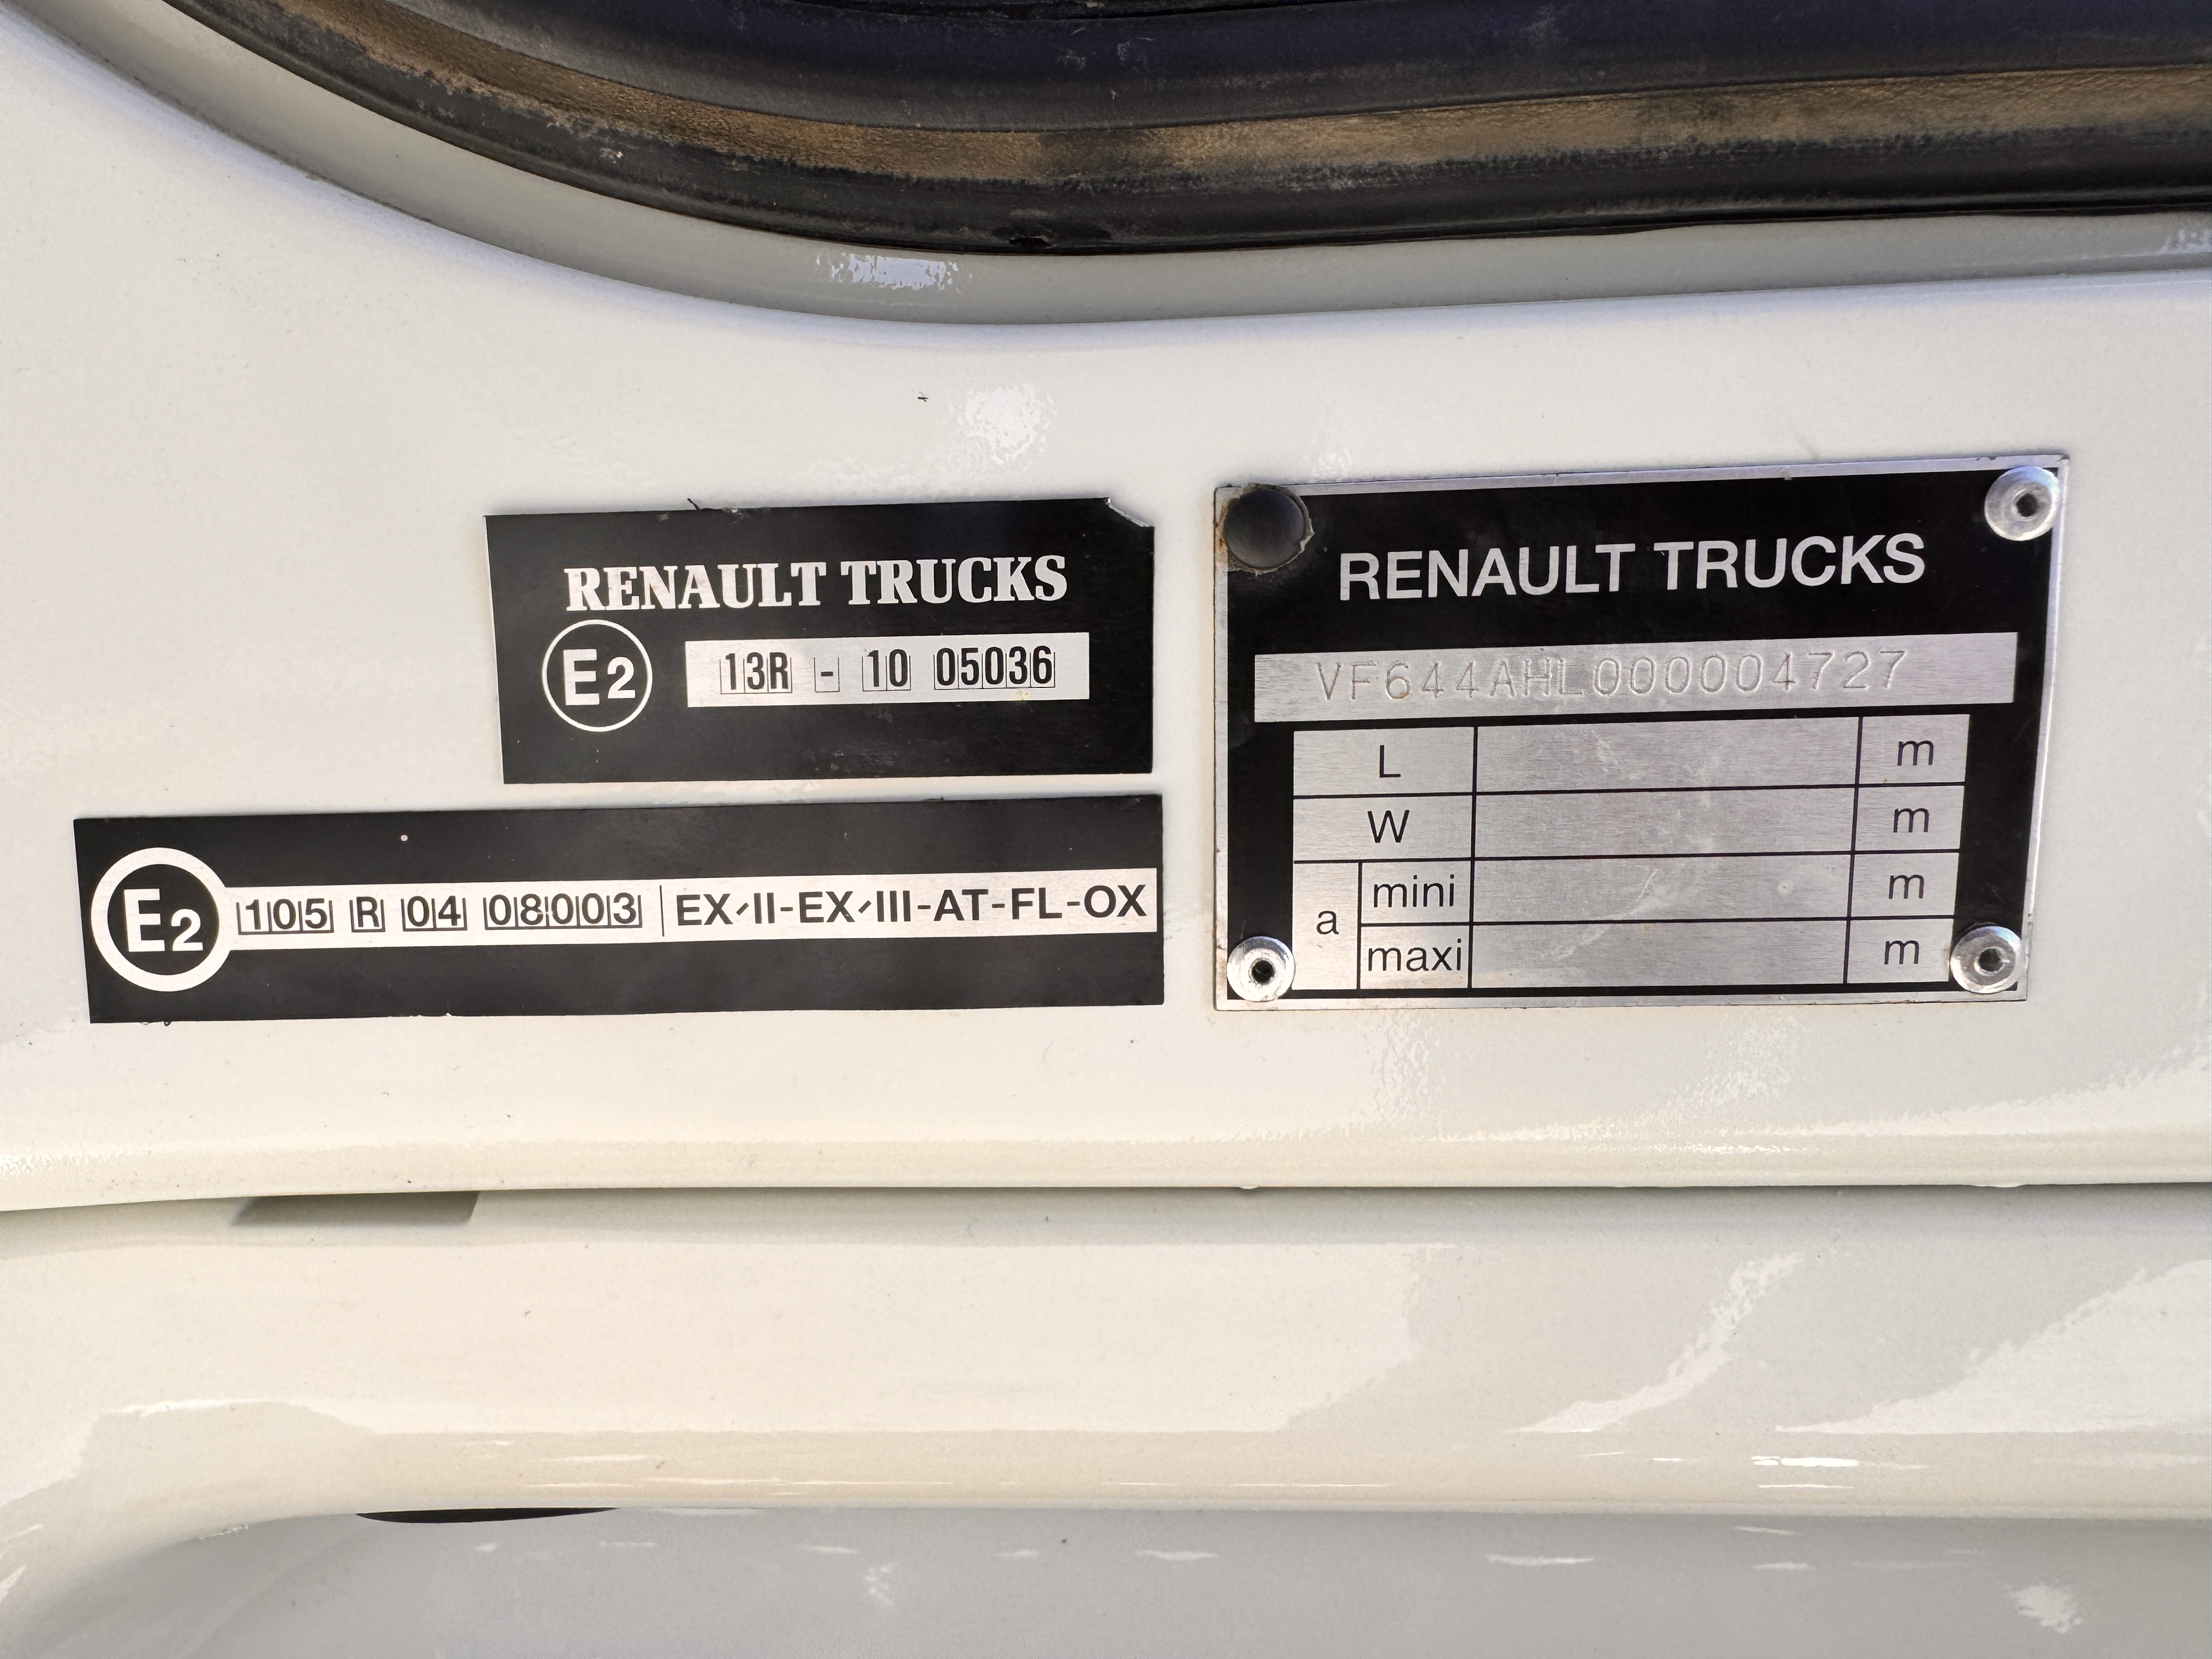 RENAULT TRUCKS
E2 13R - 10 05036
E2 105 R 04 08003 EX/II-EX/III-AT-FL-OX
RENAULT TRUCKS
VF644AHL000004727
L m
W m
a mini m
maxi m